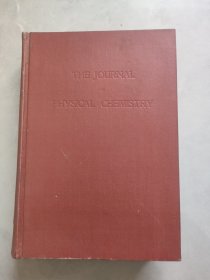 THE JOURNAL
PHYSICAL CHEMISTRY